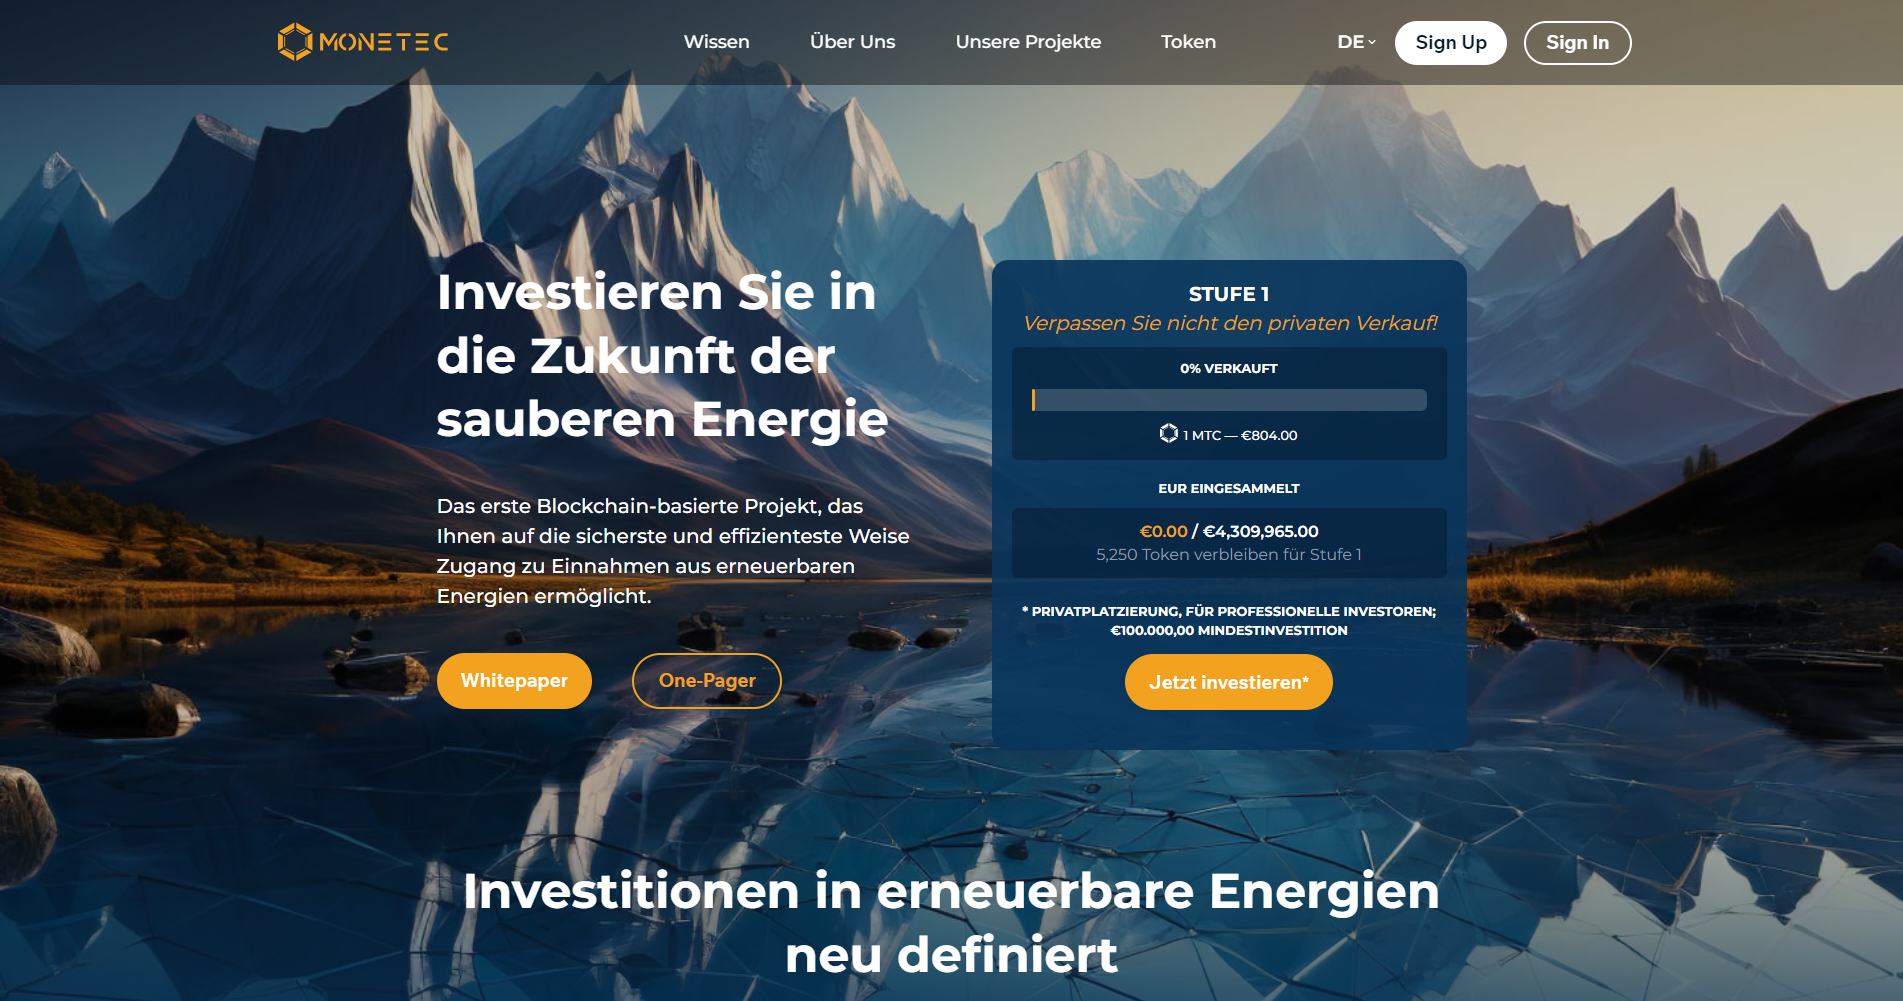 MONETEC
Wissen
Über Uns
Unsere Projekte
Token
DE
Sign Up
Sign In
Investieren Sie in
die Zukunft der
sauberen Energie
Das erste Blockchain-basierte Projekt, das
Ihnen auf die sicherste und effizienteste Weise
Zugang zu Einnahmen aus erneuerbaren
Energien ermöglicht.
Whitepaper
One-Pager
STUFE 1
Verpassen Sie nicht den privaten Verkauf!
0% VERKAUFT
1 MTC — €804.00
EUR EINGESAMMELT
€0.00 / €4,309,965.00
5,250 Token verbleiben für Stufe 1
* PRIVATPLATZIERUNG, FÜR PROFESSIONELLE INVESTOREN;
€100.000,00 MINDESTINVESTITION
Jetzt investieren*
Investitionen in erneuerbare Energien
neu definiert